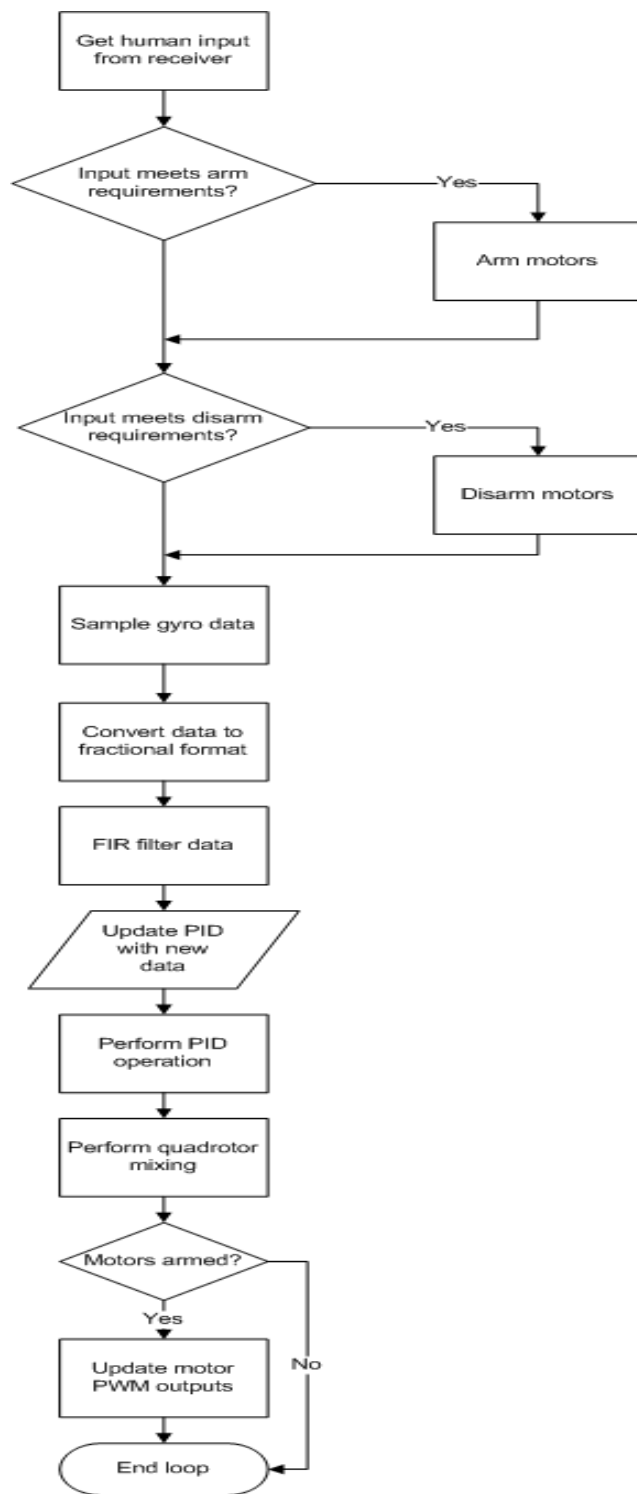 Get human input
from receiver
Input meets arm
requirements?
Yes
Arm motors
Input meets disarm
requirements?
Yes
Disarm motors
Sample gyro data
Convert data to
fractional format
FIR filter data
Update PID
with new
data
Perform PID
operation
Perform quadrotor
mixing
Motors armed?
Yes
No
Update motor
PWM outputs
End loop